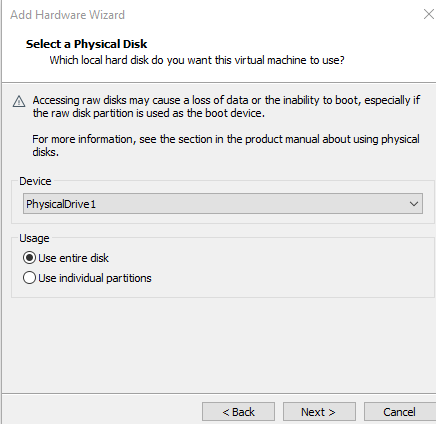 Add Hardware Wizard
Select a Physical Disk
Which local hard disk do you want this virtual machine to use?
Accessing raw disks may cause a loss of data or the inability to boot, especially if
the raw disk partition is used as the boot device.
For more information, see the section in the product manual about using physical
disks.
Device
PhysicalDrive1
Usage
Use entire disk
Use individual partitions
< Back
Next >
Cancel